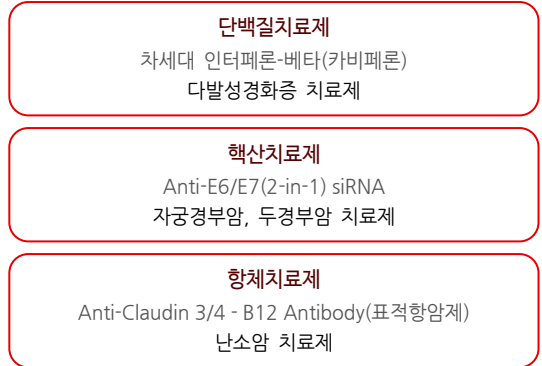 단백질치료제
차세대 인터페론-베타(카비페론)
다발성경화증 치료제
핵산치료제
Anti-E6/E7(2-in-1) siRNA
자궁경부암, 두경부암 치료제
항체치료제
Anti-Claudin 3/4 - B12 Antibody(표적항암제)
난소암 치료제